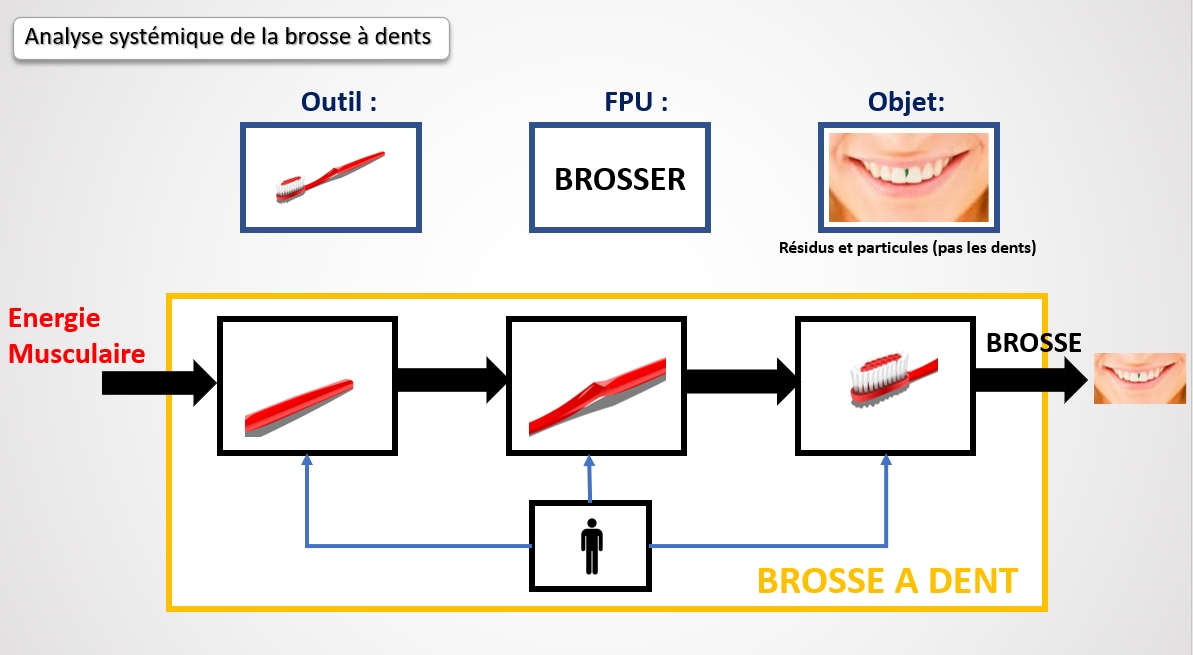 Analyse systémique de la brosse à dents
Outil :
FPU :
Objet:
BROSSER
Résidus et particules (pas les dents)
Energie
Musculaire
BROSSE
BROSSE A DENT